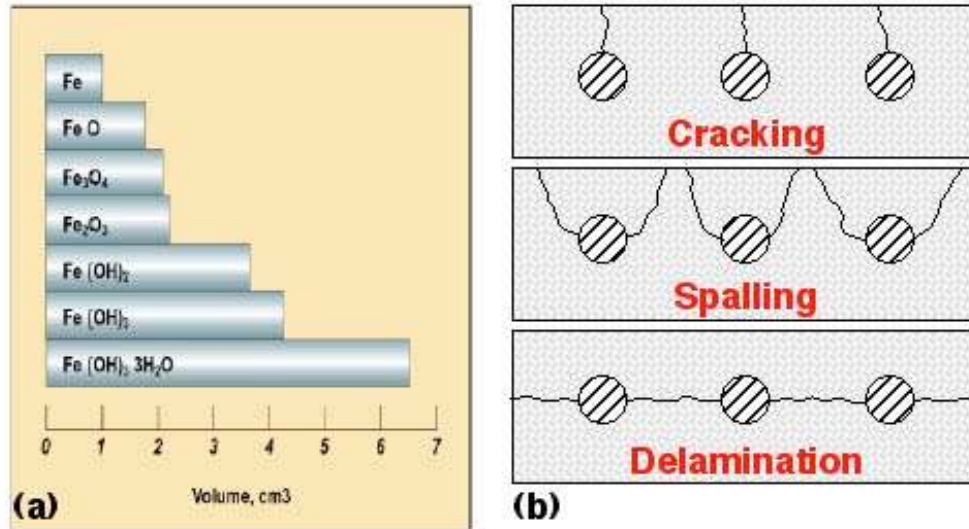 Fe
Fe O
Fe₃O₄
Fe₂O₃
Fe (OH)₂
Fe (OH)₃
Fe (OH)₃ 3H₂O
0 1 2 3 4 5 6 7
Volume, cm3
(a)
Cracking
Spalling
Delamination
(b)